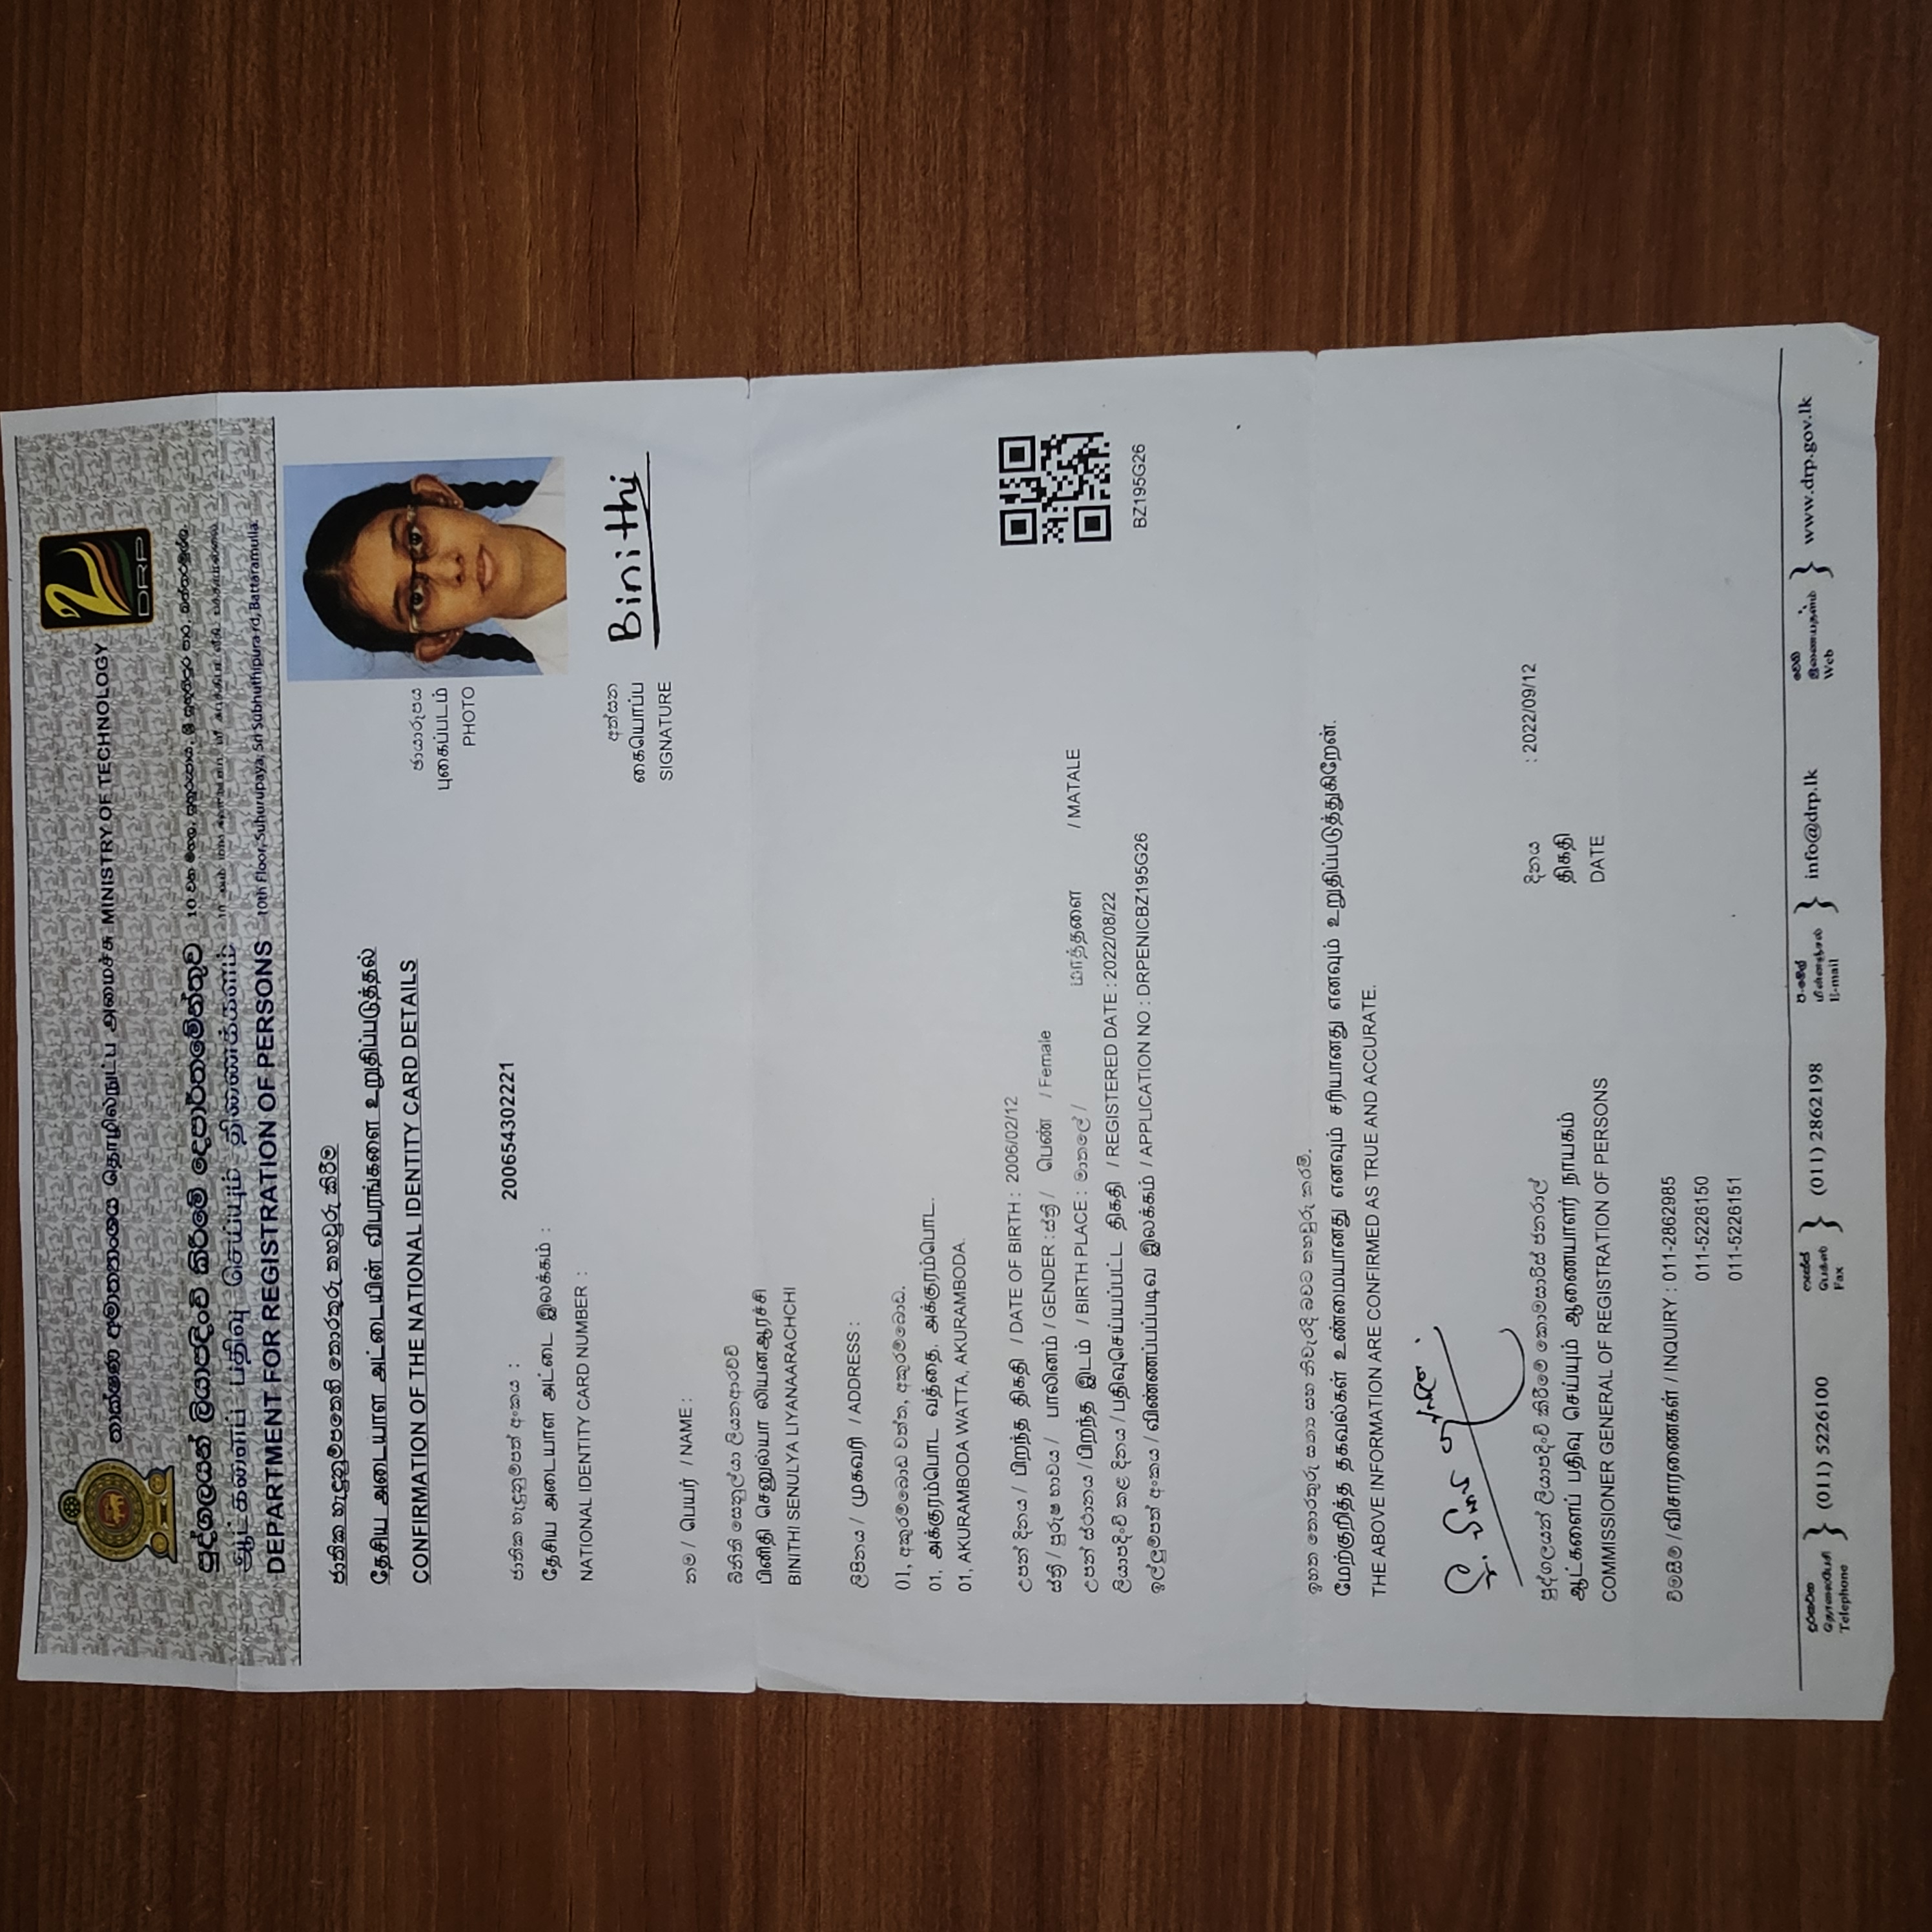 තාක්ෂණ අමාත්‍යාංශය தொழில்நுட்ப அமைச்சு MINISTRY OF TECHNOLOGY
DRP
පුද්ගලයන් ලියාපදිංචි කිරීමේ දෙපාර්තමේන්තුව
ஆட்களைப் பதிவு செய்யும் திணைக்களம்
DEPARTMENT FOR REGISTRATION OF PERSONS
10 වන මහල, සුහුරුපාය, ශ්‍රී සුභූතිපුර පාර, බත්තරමුල්ල.
10th Floor, Suhurupaya, Sri Subhuthipura rd, Battaramulla.
ජාතික හැඳුනුම්පතෙහි තොරතුරු තහවුරු කිරීම
தேசிய அடையாள அட்டையின் விபரங்களை உறுதிப்படுத்தல்
CONFIRMATION OF THE NATIONAL IDENTITY CARD DETAILS
ඡායාරූපය
புகைப்படம்
PHOTO
ජාතික හැඳුනුම්පත් අංකය : 200654302221
தேசிய அடையாள அட்டை இலக்கம் :
NATIONAL IDENTITY CARD NUMBER :
අත්සන
கையொப்ப
SIGNATURE
Binithi
නම / பெயர் / NAME :
බිනිති සෙනුල්යා ලියනආරච්චි
பினிதி செனுல்யா லியனஆரச்சி
BINITHI SENULYA LIYANAARACHCHI
ලිපිනය / முகவரி / ADDRESS :
01, අකුරම්බොඩ වත්ත, අකුරම්බොඩ.
01, அக்குரம்பொட வத்தை, அக்குரம்பொட.
01, AKURAMBODA WATTA, AKURAMBODA.
උපන් දිනය / பிறந்த திகதி / DATE OF BIRTH : 2006/02/12
ස්ත්‍රී / පුරුෂ භාවය / பாலினம் / GENDER : ස්ත්‍රී / பெண் / Female
උපන් ස්ථානය / பிறந்த இடம் / BIRTH PLACE : මාතලේ / மாத்தளை / MATALE
ලියාපදිංචි කළ දිනය / பதிவுசெய்யப்பட்ட திகதி / REGISTERED DATE : 2022/08/22
ඉල්ලුම්පත් අංකය / விண்ணப்பப்படிவ இலக்கம் / APPLICATION NO : DRPENICBZ195G26
BZ195G26
ඉහත තොරතුරු සත්‍ය සහ නිවැරදි බවට තහවුරු කරමි.
மேற்குறித்த தகவல்கள் உண்மையானது எனவும் சரியானது எனவும் உறுதிப்படுத்துகிறேன்.
THE ABOVE INFORMATION ARE CONFIRMED AS TRUE AND ACCURATE.
පුද්ගලයන් ලියාපදිංචි කිරීමේ කොමසාරිස් ජනරාල්
ஆட்களைப் பதிவு செய்யும் ஆணையாளர் நாயகம்
COMMISSIONER GENERAL OF REGISTRATION OF PERSONS
දිනය : 2022/09/12
திகதி
DATE
විමසීම් / விசாரணைகள் / INQUIRY : 011-2862985
011-5226150
011-5226151
දුරකථන
தொலைபேசி
Telephone
(011) 5226100
ෆැක්ස්
பெக்ஸ்
Fax
(011) 2862198
ඊ-මේල්
மின்னஞ்சல்
E-mail
info@drp.lk
වෙබ්
இணையதளம்
Web
www.drp.gov.lk